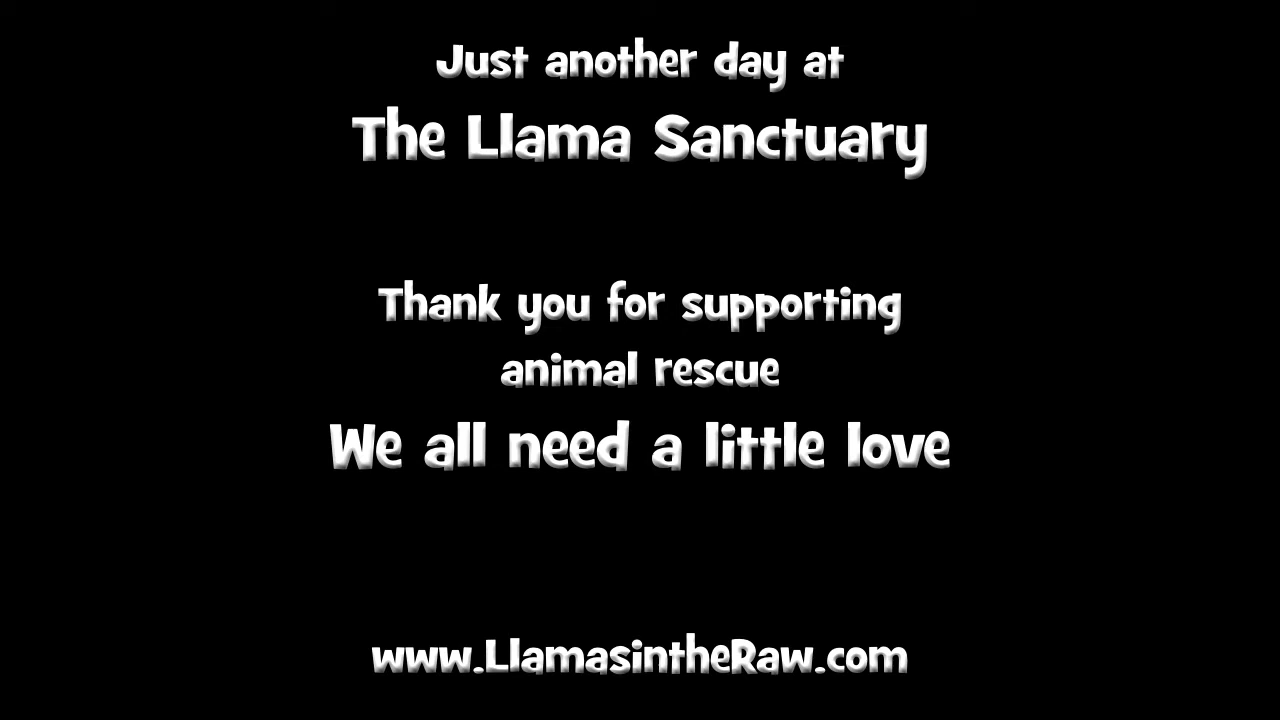 Just another day at
The Llama Sanctuary
Thank you for supporting
animal rescue
We all need a little love
www.LlamasintheRaw.com